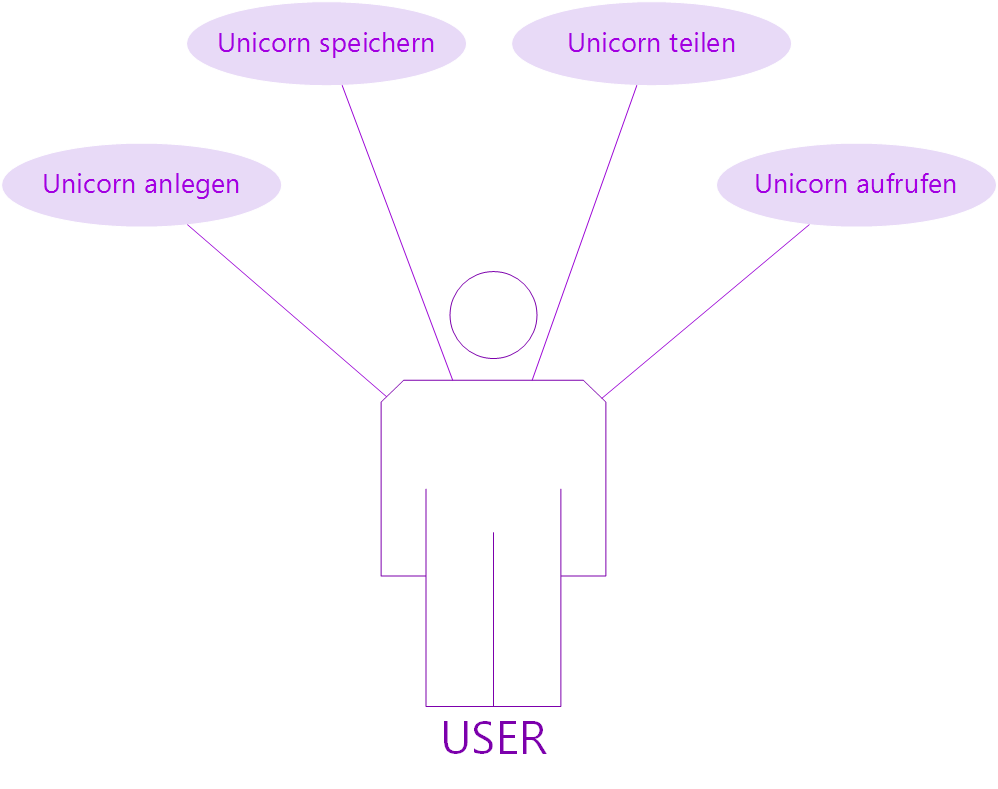 Unicorn speichern
Unicorn teilen
Unicorn anlegen
Unicorn aufrufen
USER